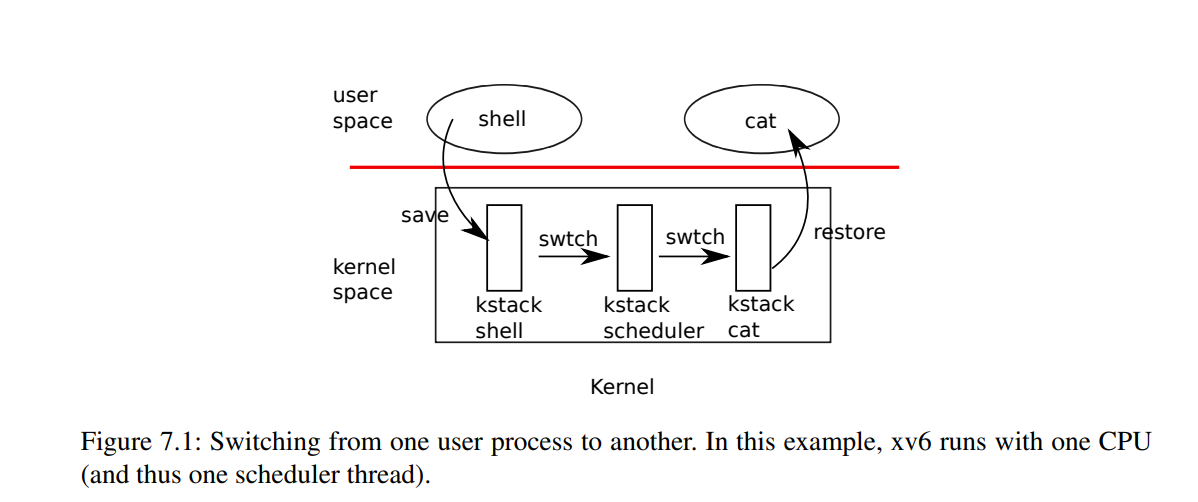 user
space
shell
cat
save
swtch
swtch
restore
kernel
space
kstack
shell
kstack
scheduler
kstack
cat
Kernel
Figure 7.1: Switching from one user process to another. In this example, xv6 runs with one CPU
(and thus one scheduler thread).